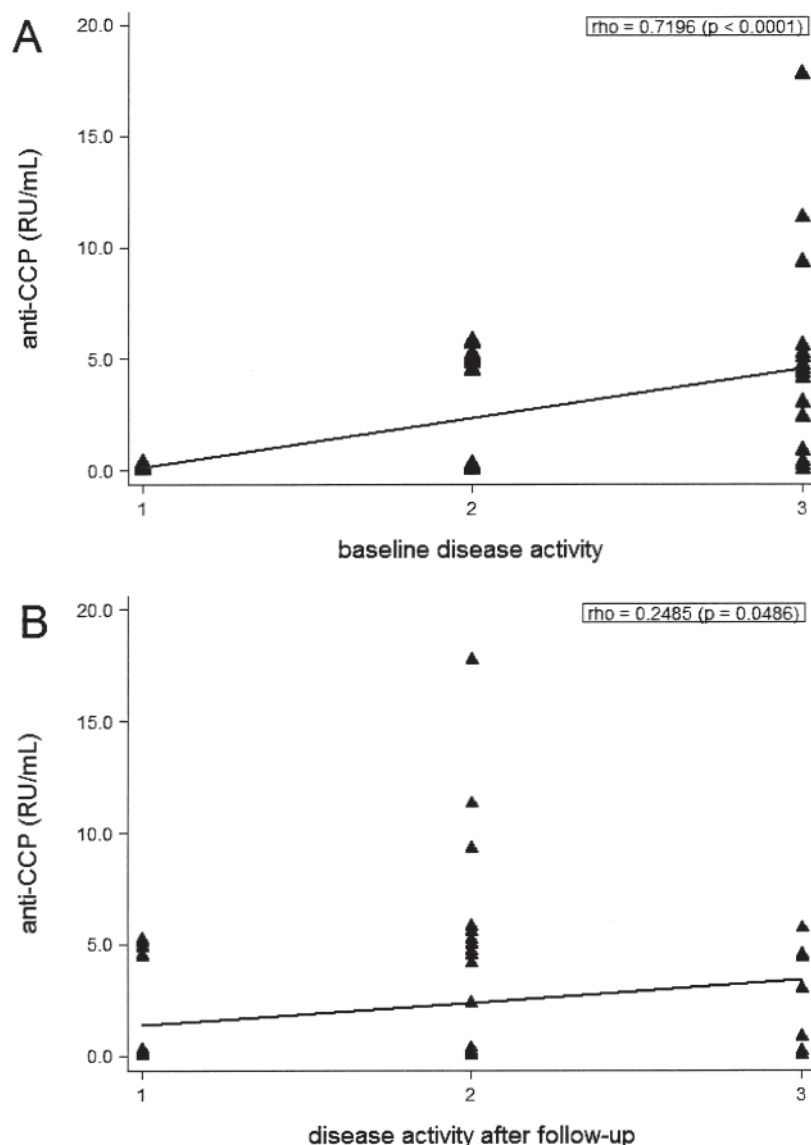 A
rho = 0.7196 (p < 0.0001)
20.0
15.0
10.0
5.0
0.0
anti-CCP (RU/mL)
1 2 3
baseline disease activity
B
rho = 0.2485 (p = 0.0486)
20.0
15.0
10.0
5.0
0.0
anti-CCP (RU/mL)
1 2 3
disease activity after follow-up